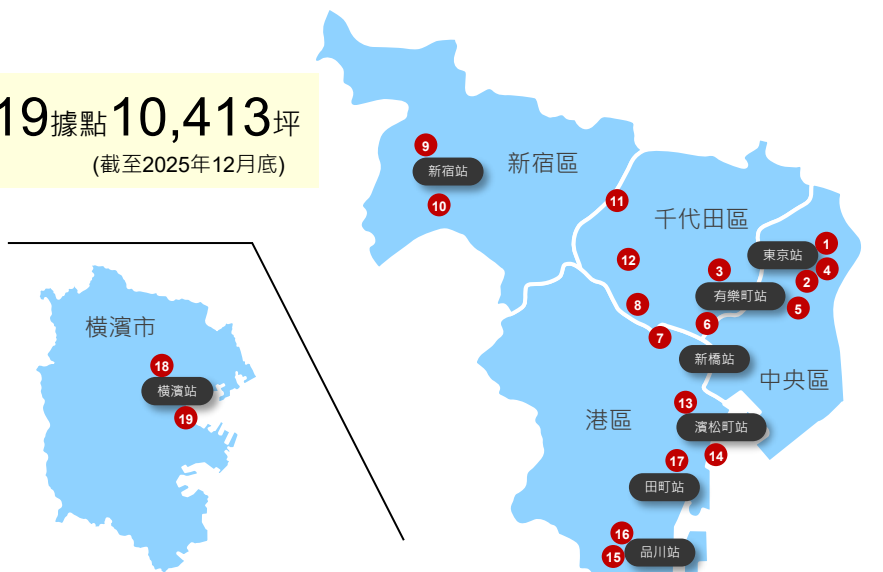 19據點10,413坪
(截至2025年12月底)
新宿區
9
新宿站
10
11
千代田區
12
3
東京站
1
4
2
有樂町站
5
8
6
7
新橋站
中央區
港區
13
濱松町站
14
17
田町站
16
15
品川站
橫濱市
18
橫濱站
19